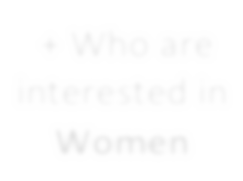 + Who are
interested in
Women